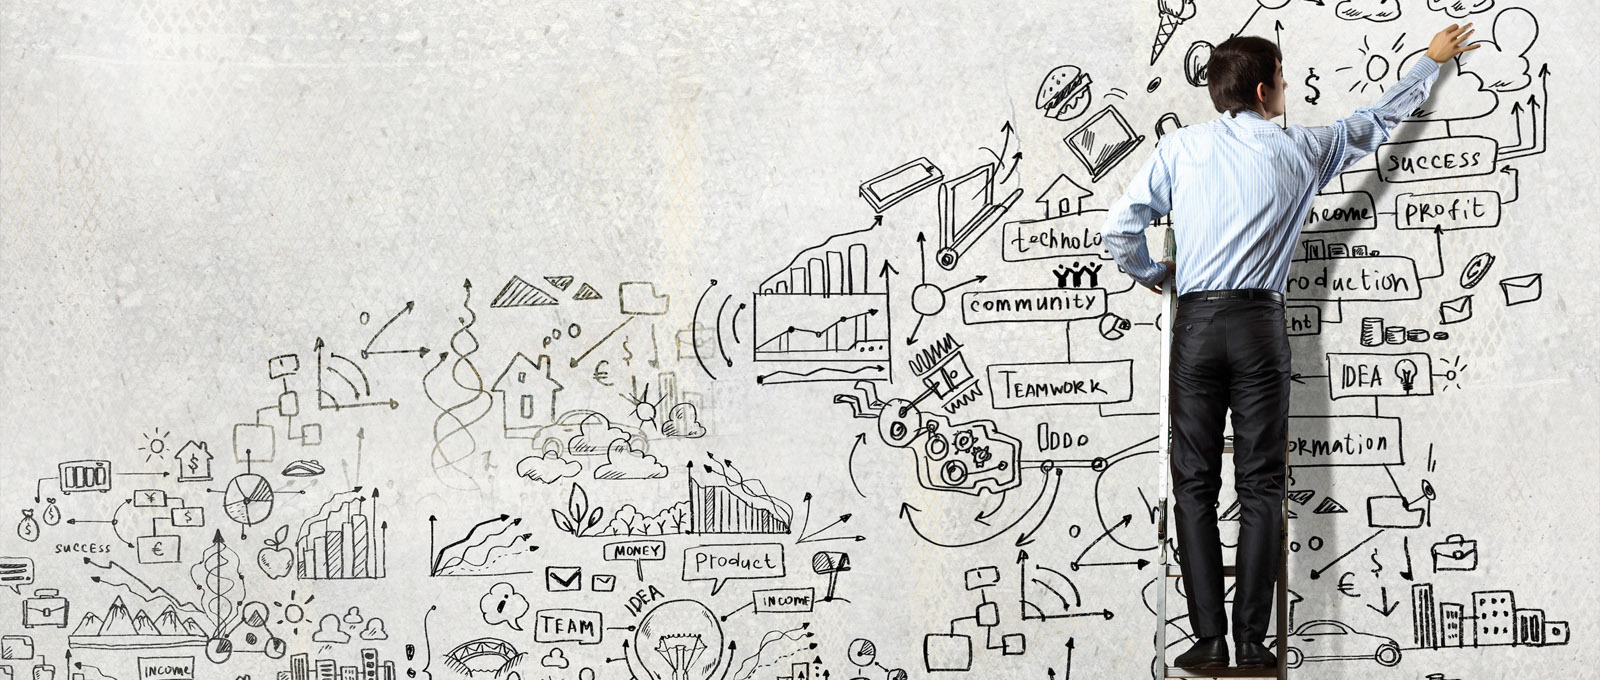 $
SUCCESS
income
profit
technolo
community
roduction
nt
TEAMWORK
IDEA
ormation
$
€
$
¥
$
€
SUCCESS
MONEY
Product
IDEA
INCOME
TEAM
i
INCOME
$
€